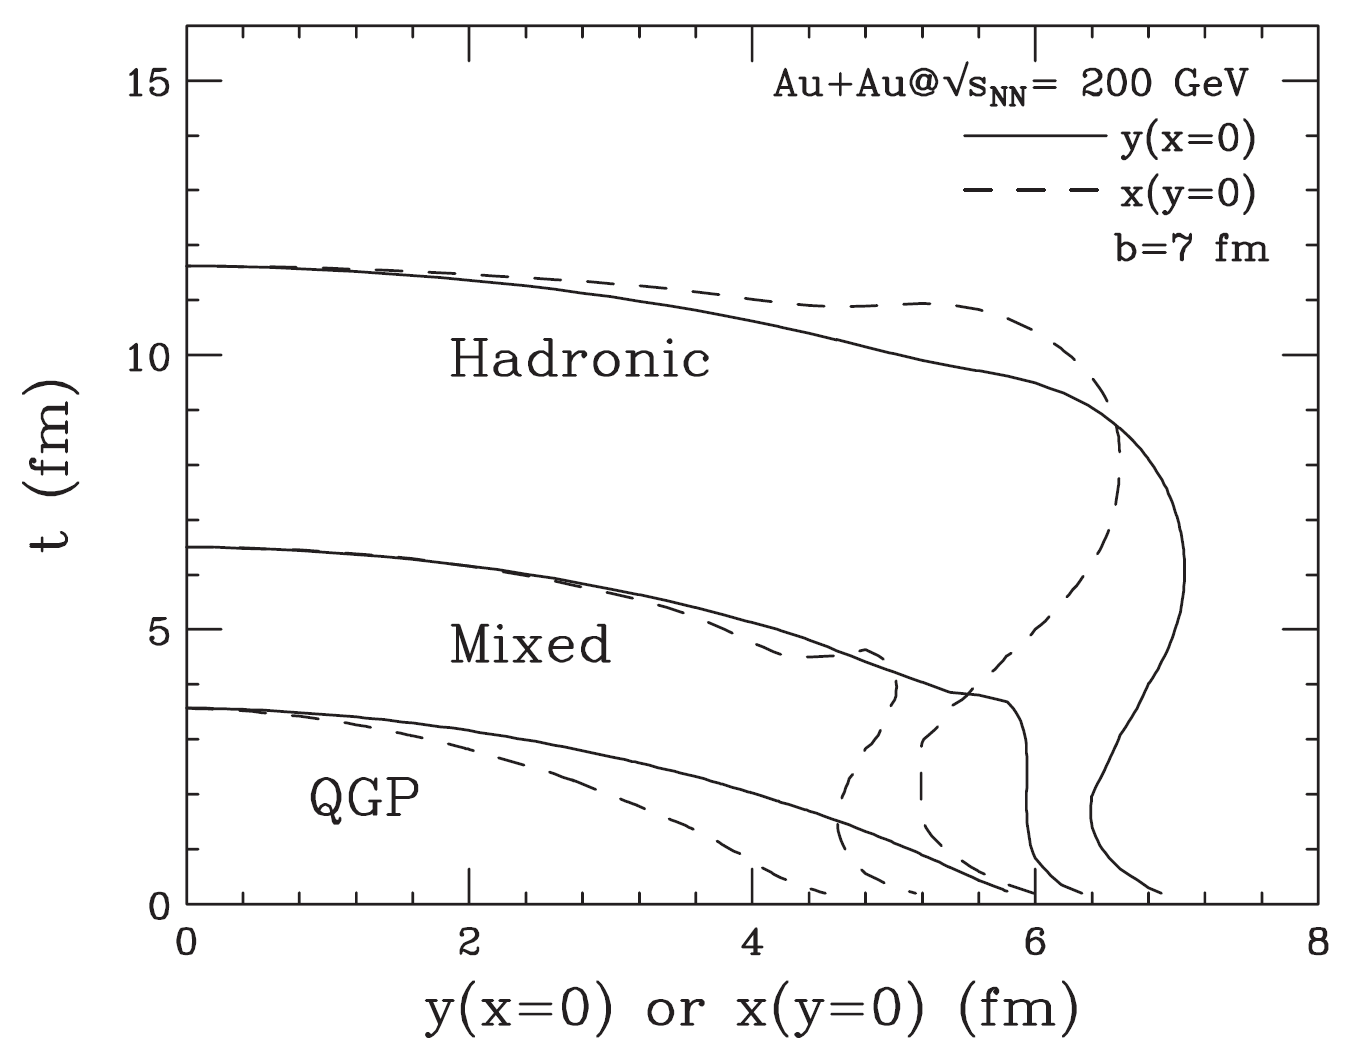 15
10
5
0
t (fm)
Au+Au@√sNN= 200 GeV
y(x=0)
x(y=0)
b=7 fm
Hadronic
Mixed
QGP
0 2 4 6 8
y(x=0) or x(y=0) (fm)